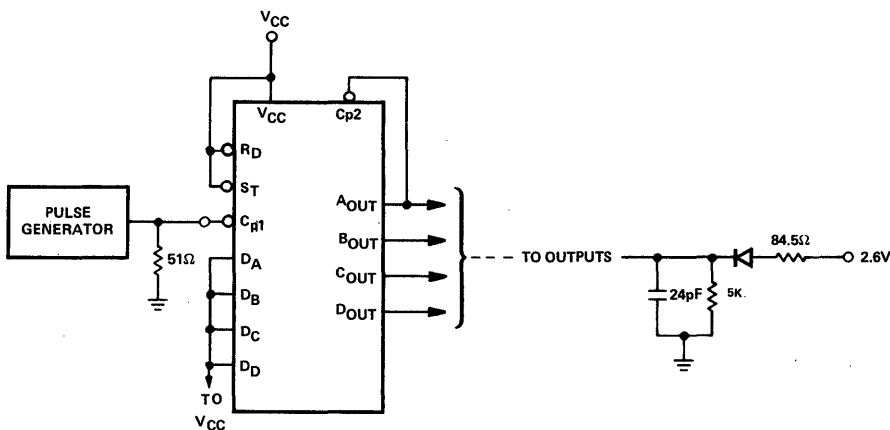 VCC
VCC
Cp2
RD
ST
Cp1
PULSE
GENERATOR
51Ω
DA
DB
DC
DD
TO
VCC
AOUT
BOUT
COUT
DOUT
TO OUTPUTS
84.5Ω
2.6V
24pF
5K